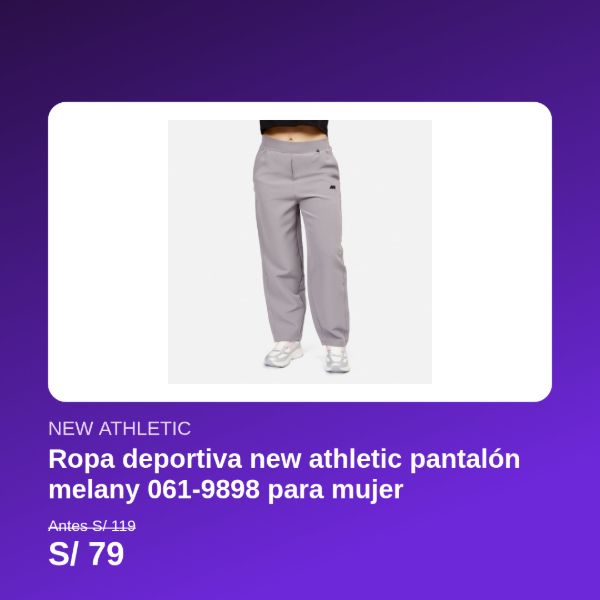 NEW ATHLETIC
Ropa deportiva new athletic pantalón
melany 061-9898 para mujer
Antes S/ 119
S/ 79